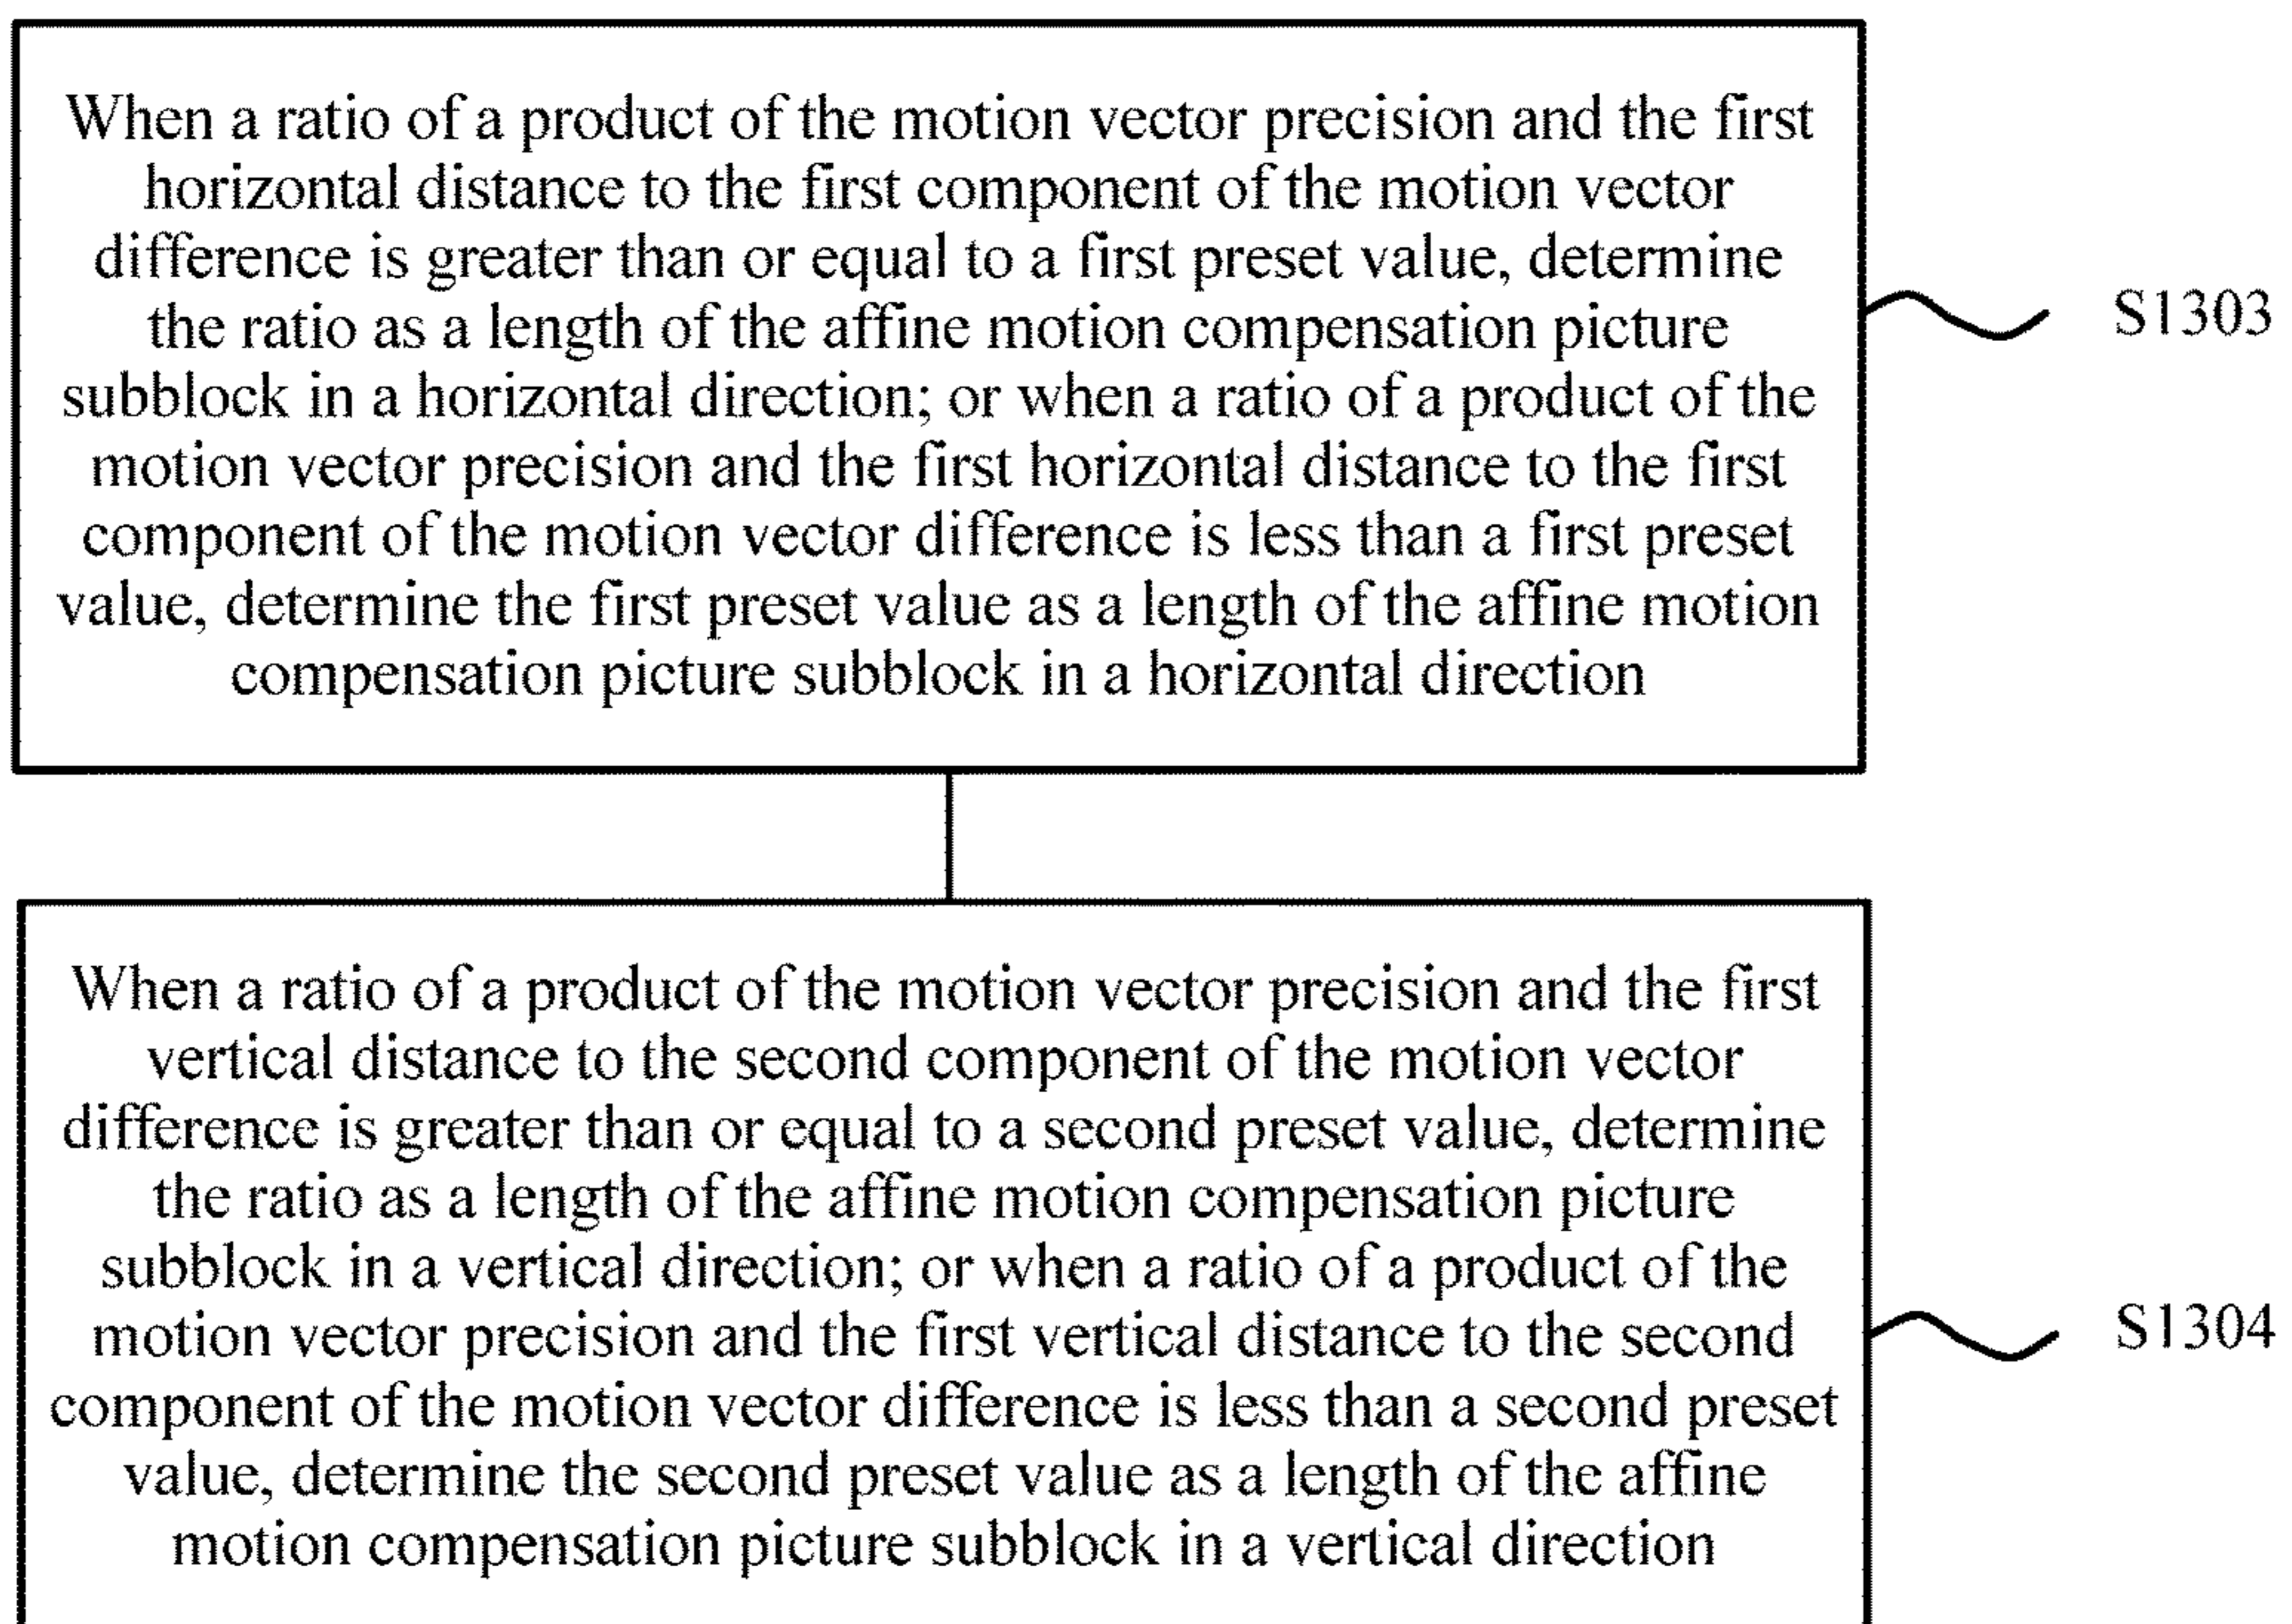 When a ratio of a product of the motion vector precision and the first
horizontal distance to the first component of the motion vector
difference is greater than or equal to a first preset value, determine
the ratio as a length of the affine motion compensation picture
subblock in a horizontal direction; or when a ratio of a product of the
motion vector precision and the first horizontal distance to the first
component of the motion vector difference is less than a first preset
value, determine the first preset value as a length of the affine motion
compensation picture subblock in a horizontal direction
S1303
When a ratio of a product of the motion vector precision and the first
vertical distance to the second component of the motion vector
difference is greater than or equal to a second preset value, determine
the ratio as a length of the affine motion compensation picture
subblock in a vertical direction; or when a ratio of a product of the
motion vector precision and the first vertical distance to the second
component of the motion vector difference is less than a second preset
value, determine the second preset value as a length of the affine
motion compensation picture subblock in a vertical direction
S1304